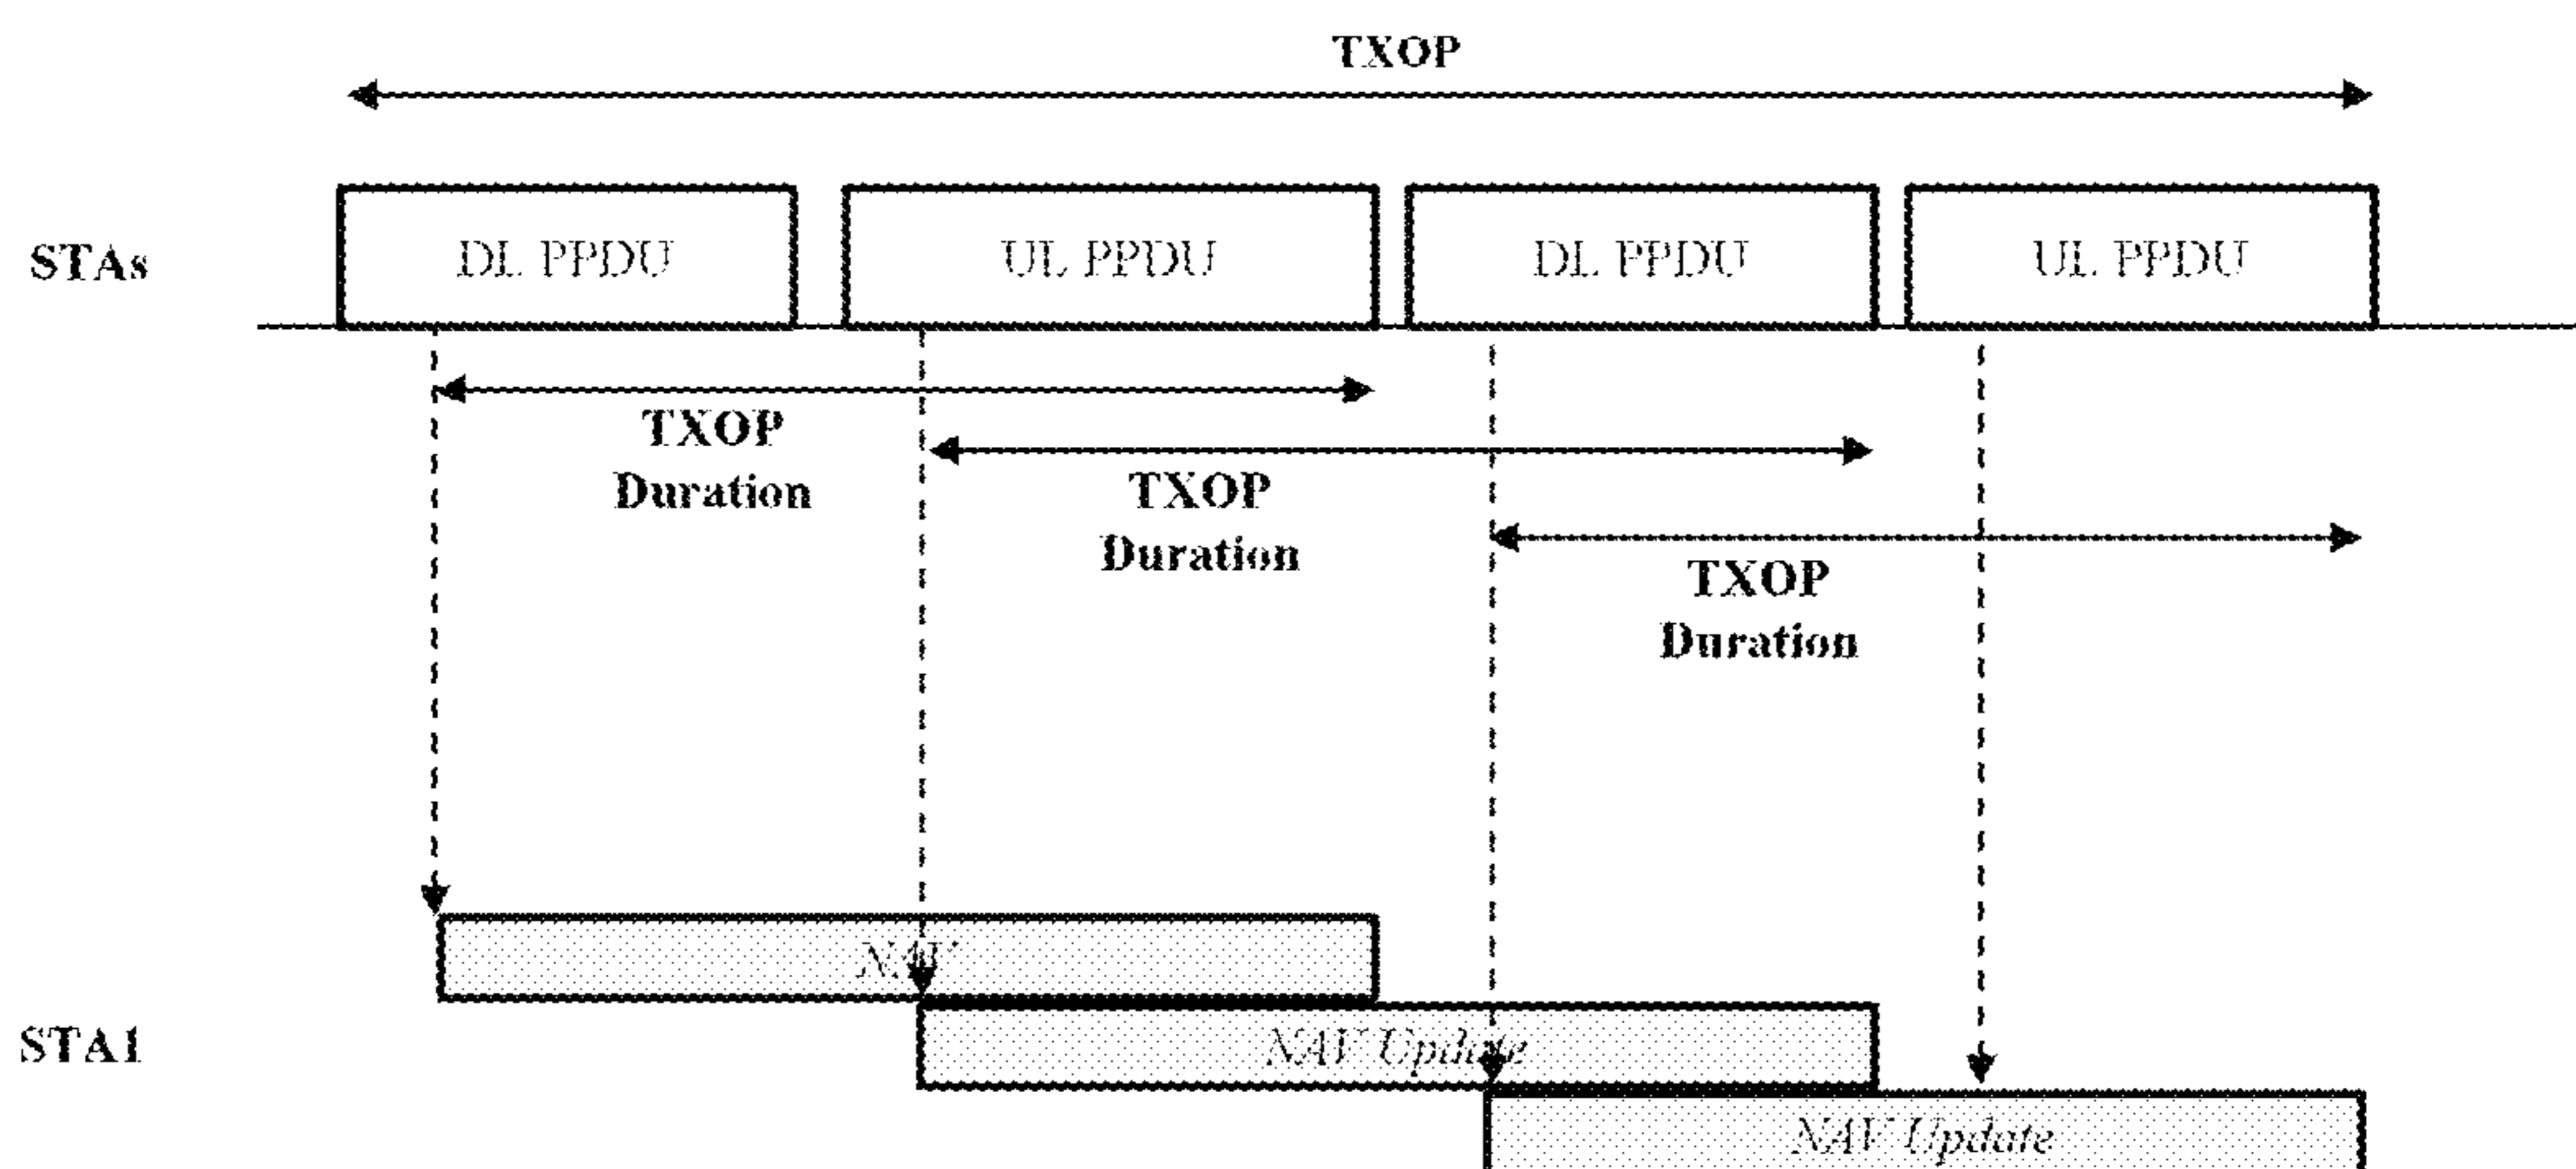 TXOP
STAs
DL PPDU
UL PPDU
DL PPDU
UL PPDU
TXOP
Duration
TXOP
Duration
TXOP
Duration
NAV
STA1
NAV Update
NAV Update